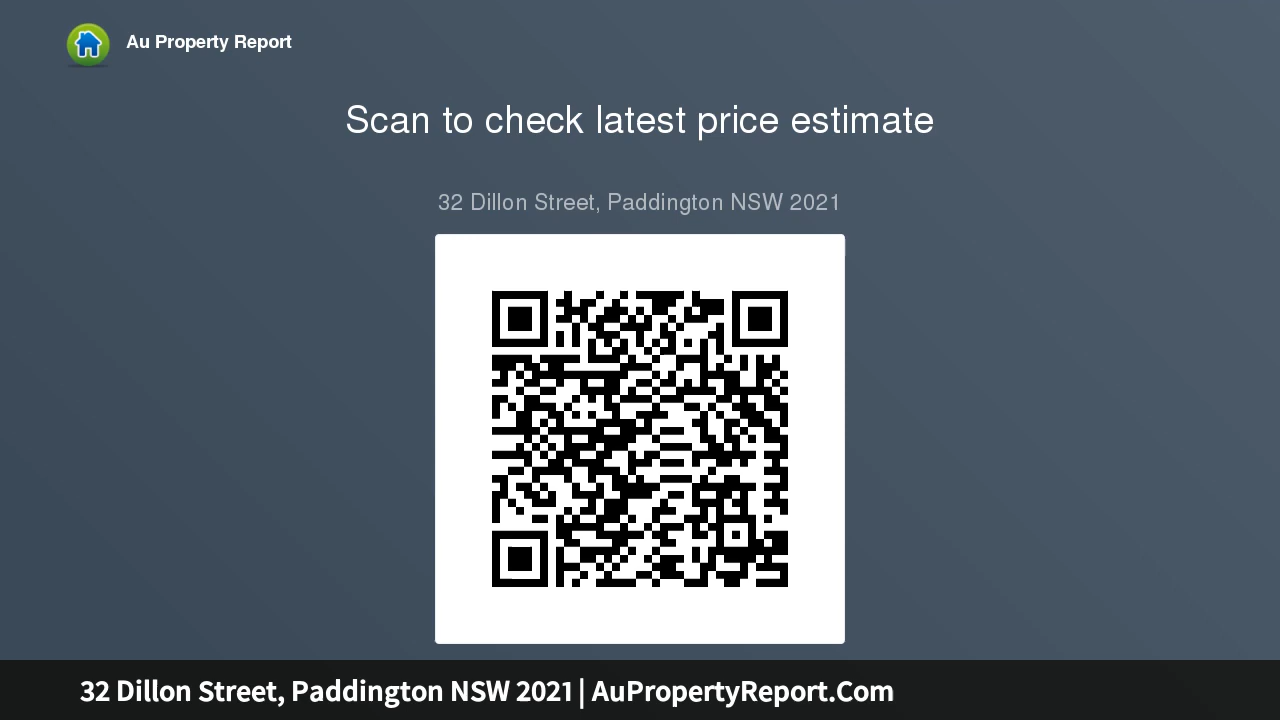 Au Property Report
Scan to check latest price estimate
32 Dillon Street, Paddington NSW 2021
32 Dillon Street, Paddington NSW 2021 | AuPropertyReport.Com